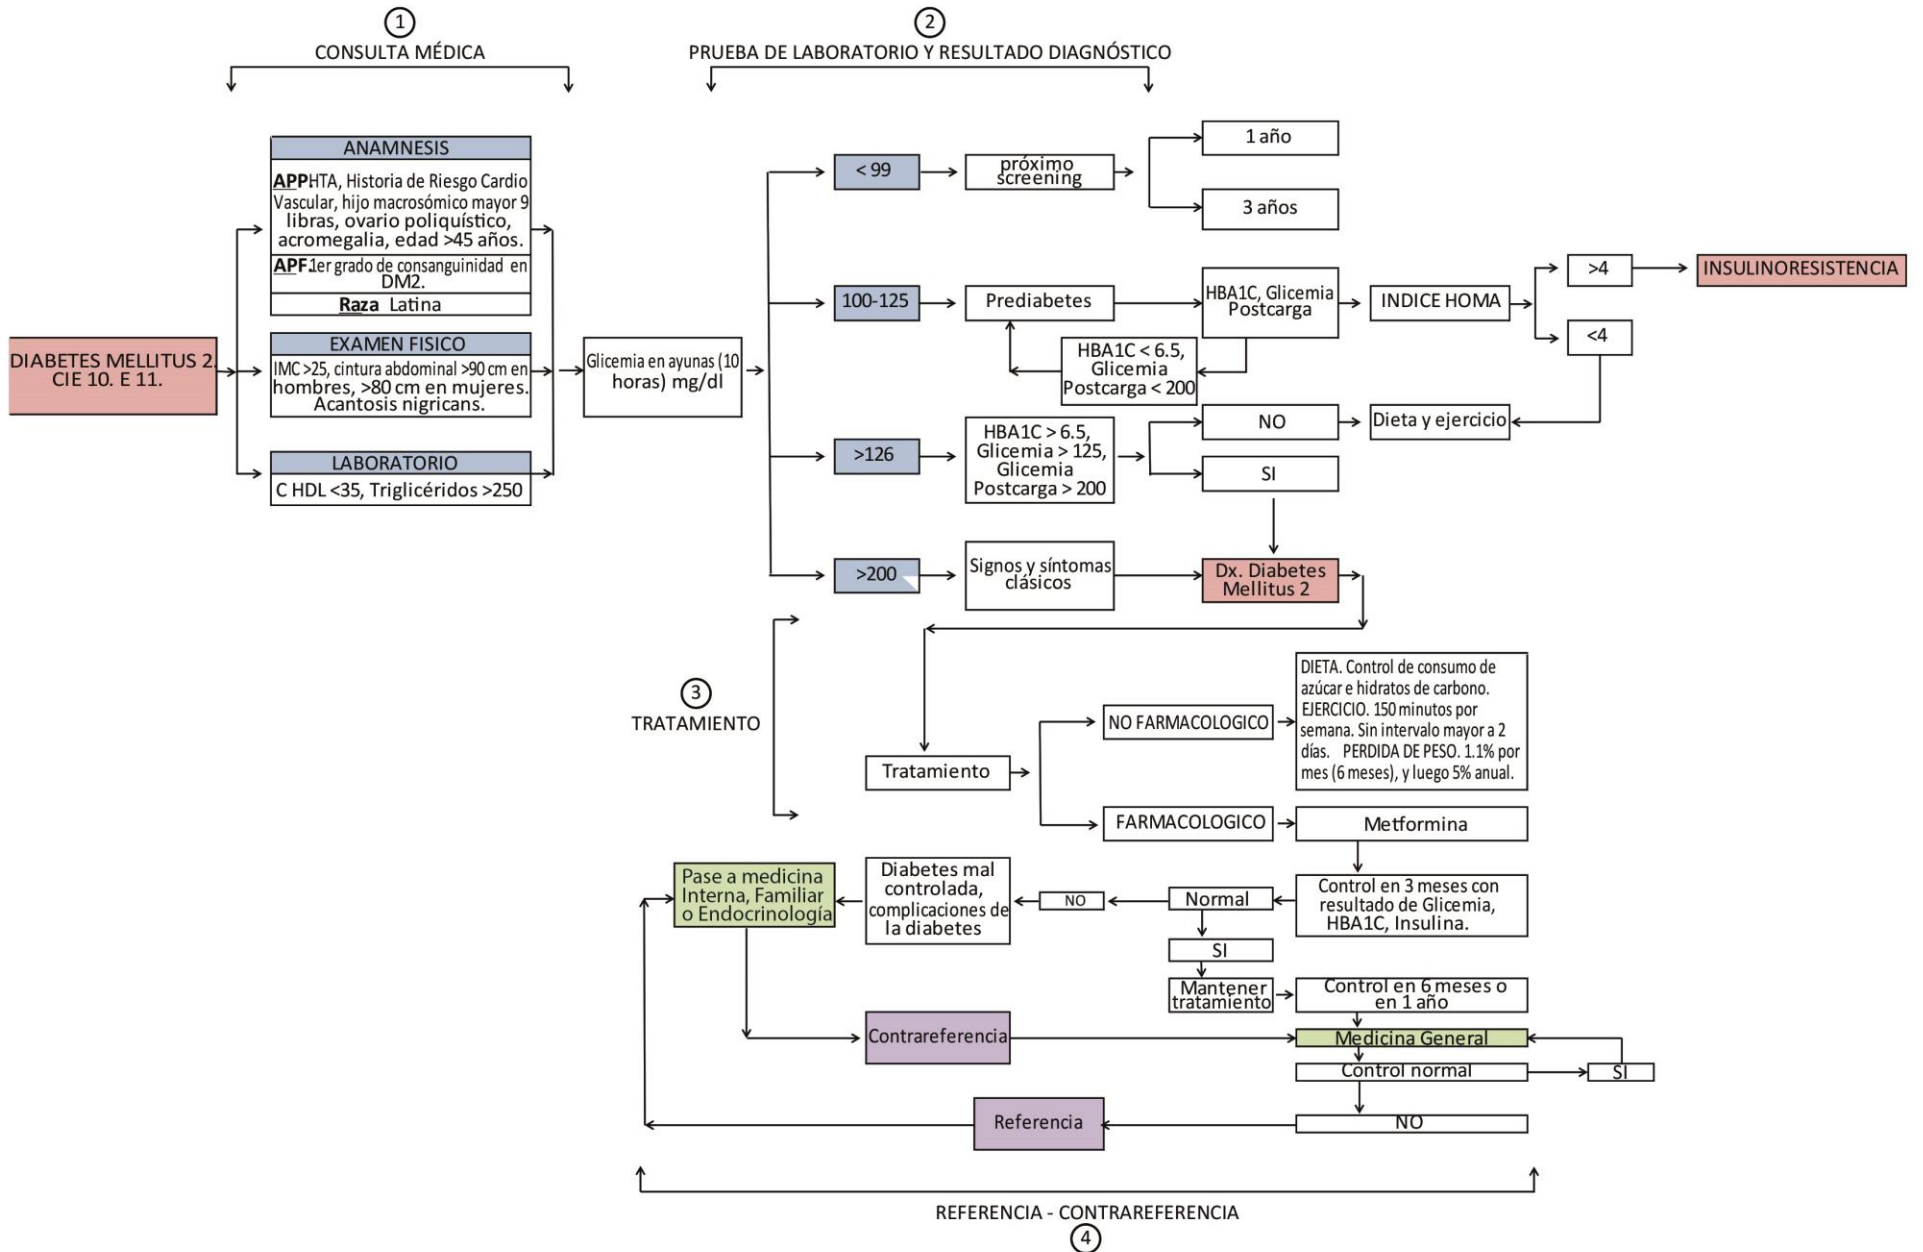 1
CONSULTA MÉDICA
2
PRUEBA DE LABORATORIO Y RESULTADO DIAGNÓSTICO
DIABETES MELLITUS 2.
CIE 10. E 11.
ANAMNESIS
APP.HTA, Historia de Riesgo Cardio
Vascular, hijo macrosómico mayor 9
libras, ovario poliquístico,
acromegalia, edad >45 años.
APF.1er grado de consanguinidad en
DM2.
Raza Latina
EXAMEN FISICO
IMC >25, cintura abdominal >90 cm en
hombres, >80 cm en mujeres.
Acantosis nigricans.
LABORATORIO
C HDL <35, Triglicéridos >250
Glicemia en ayunas (10
horas) mg/dl
< 99
próximo
screening
1 año
3 años
100-125
Prediabetes
HBA1C, Glicemia
Postcarga
INDICE HOMA
>4
INSULINORESISTENCIA
<4
HBA1C < 6.5,
Glicemia
Postcarga < 200
>126
HBA1C > 6.5,
Glicemia > 125,
Glicemia
Postcarga > 200
NO
Dieta y ejercicio
SI
>200
Signos y síntomas
clásicos
Dx. Diabetes
Mellitus 2
3
TRATAMIENTO
Tratamiento
NO FARMACOLOGICO
DIETA. Control de consumo de
azúcar e hidratos de carbono.
EJERCICIO. 150 minutos por
semana. Sin intervalo mayor a 2
días. PERDIDA DE PESO. 1.1% por
mes (6 meses), y luego 5% anual.
FARMACOLOGICO
Metformina
Control en 3 meses con
resultado de Glicemia,
HBA1C, Insulina.
Normal
NO
Diabetes mal
controlada,
complicaciones de
la diabetes
Pase a medicina
Interna, Familiar
o Endocrinología
SI
Mantener
tratamiento
Control en 6 meses o
en 1 año
Contrareferencia
Medicina General
Control normal
SI
Referencia
NO
REFERENCIA - CONTRAREFERENCIA
4